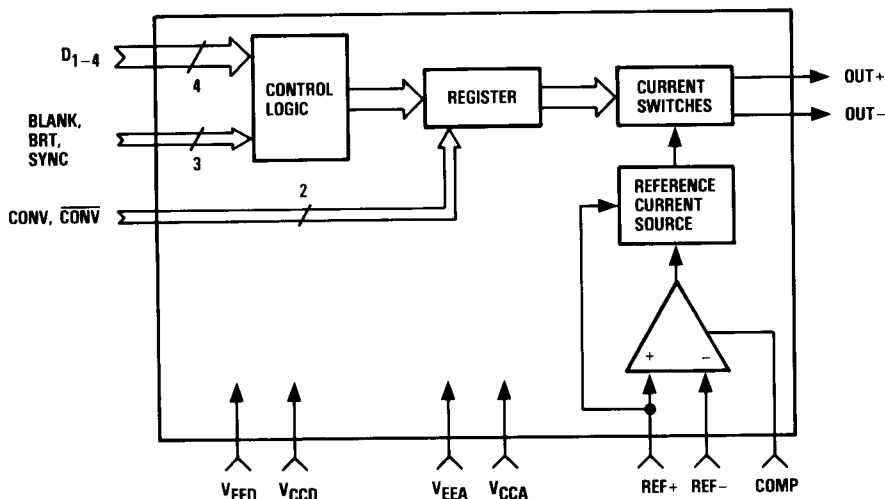 D1-4
4
BLANK,
BRT,
SYNC
3
CONV, CONV
2
CONTROL
LOGIC
REGISTER
CURRENT
SWITCHES
OUT+
OUT-
REFERENCE
CURRENT
SOURCE
+ -
VEED
VCCD
VEEA
VCCA
REF+
REF-
COMP